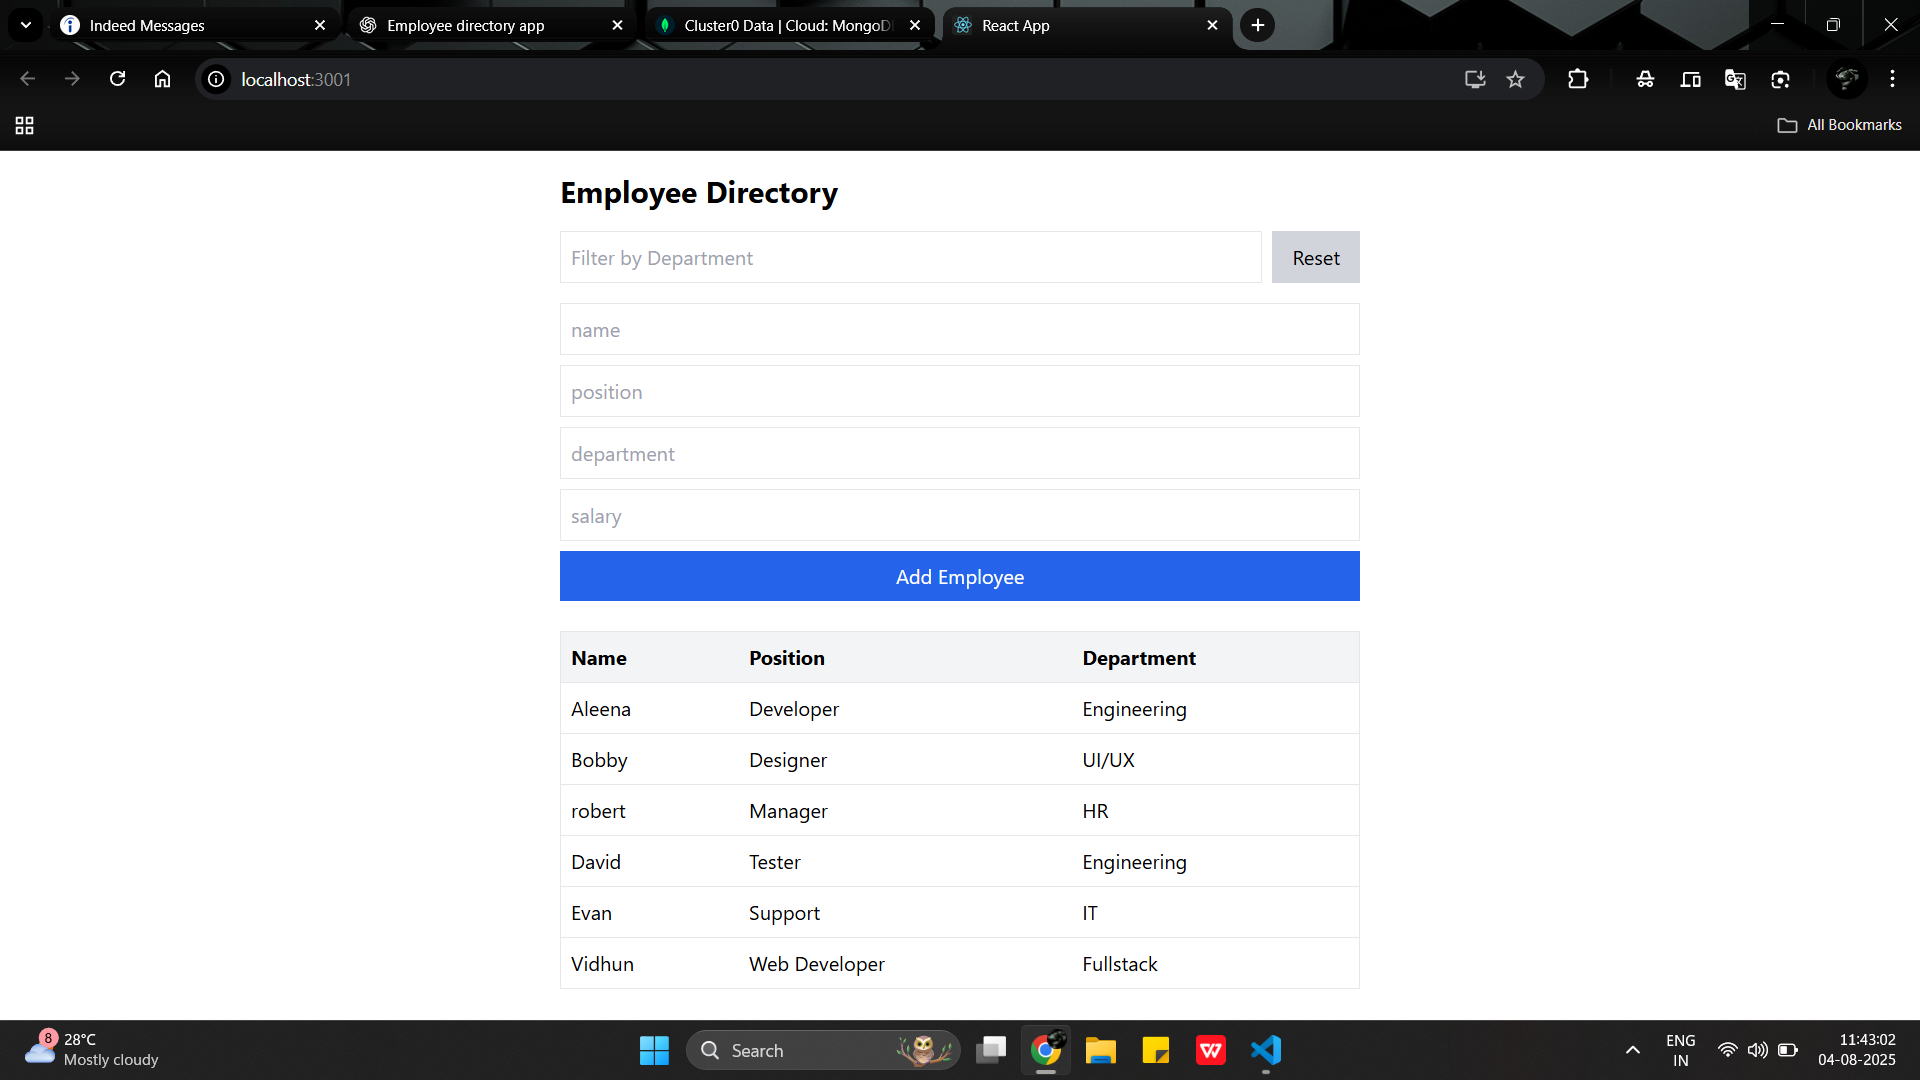 Indeed Messages
Employee directory app
Cluster0 Data | Cloud: MongoD
React App
localhost:3001
All Bookmarks
Employee Directory
Filter by Department
Reset
name
position
department
salary
Add Employee
Name Position Department
Aleena Developer Engineering
Bobby Designer UI/UX
robert Manager HR
David Tester Engineering
Evan Support IT
Vidhun Web Developer Fullstack
8
28°C
Mostly cloudy
Search
W
ENG
IN
11:43:02
04-08-2025